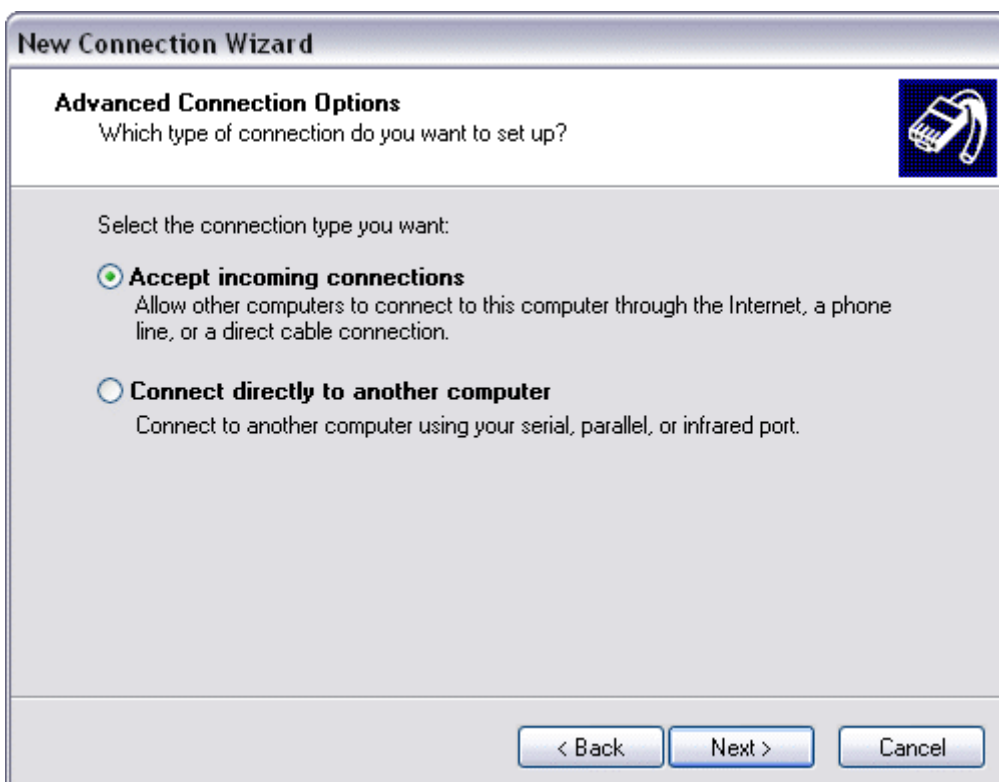 New Connection Wizard
Advanced Connection Options
Which type of connection do you want to set up?
Select the connection type you want:
Accept incoming connections
Allow other computers to connect to this computer through the Internet, a phone
line, or a direct cable connection.
Connect directly to another computer
Connect to another computer using your serial, parallel, or infrared port.
< Back Next > Cancel